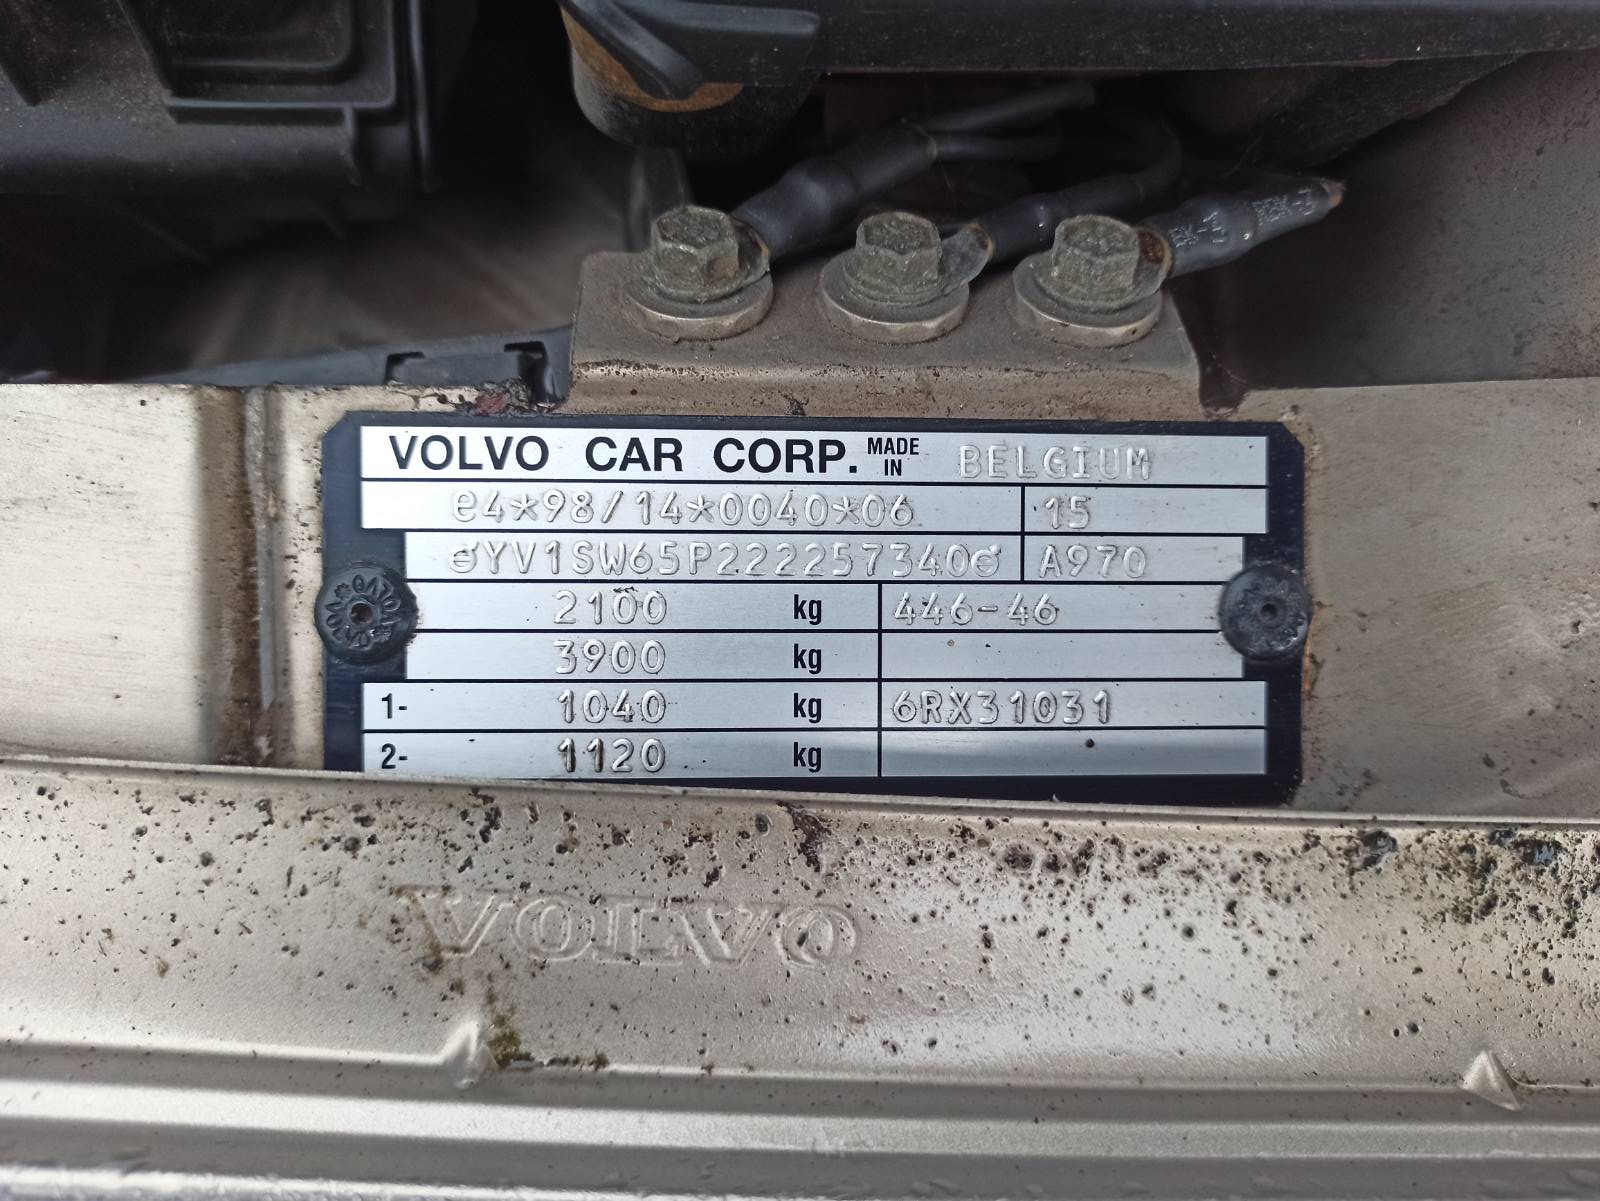 VOLVO CAR CORP. MADE IN BELGIUM
e4*98/14*0040*06 15
YV1SW65P222257340 A970
2100 kg 446-46
3900 kg
1- 1040 kg 6RX31031
2- 1120 kg
VOLVO